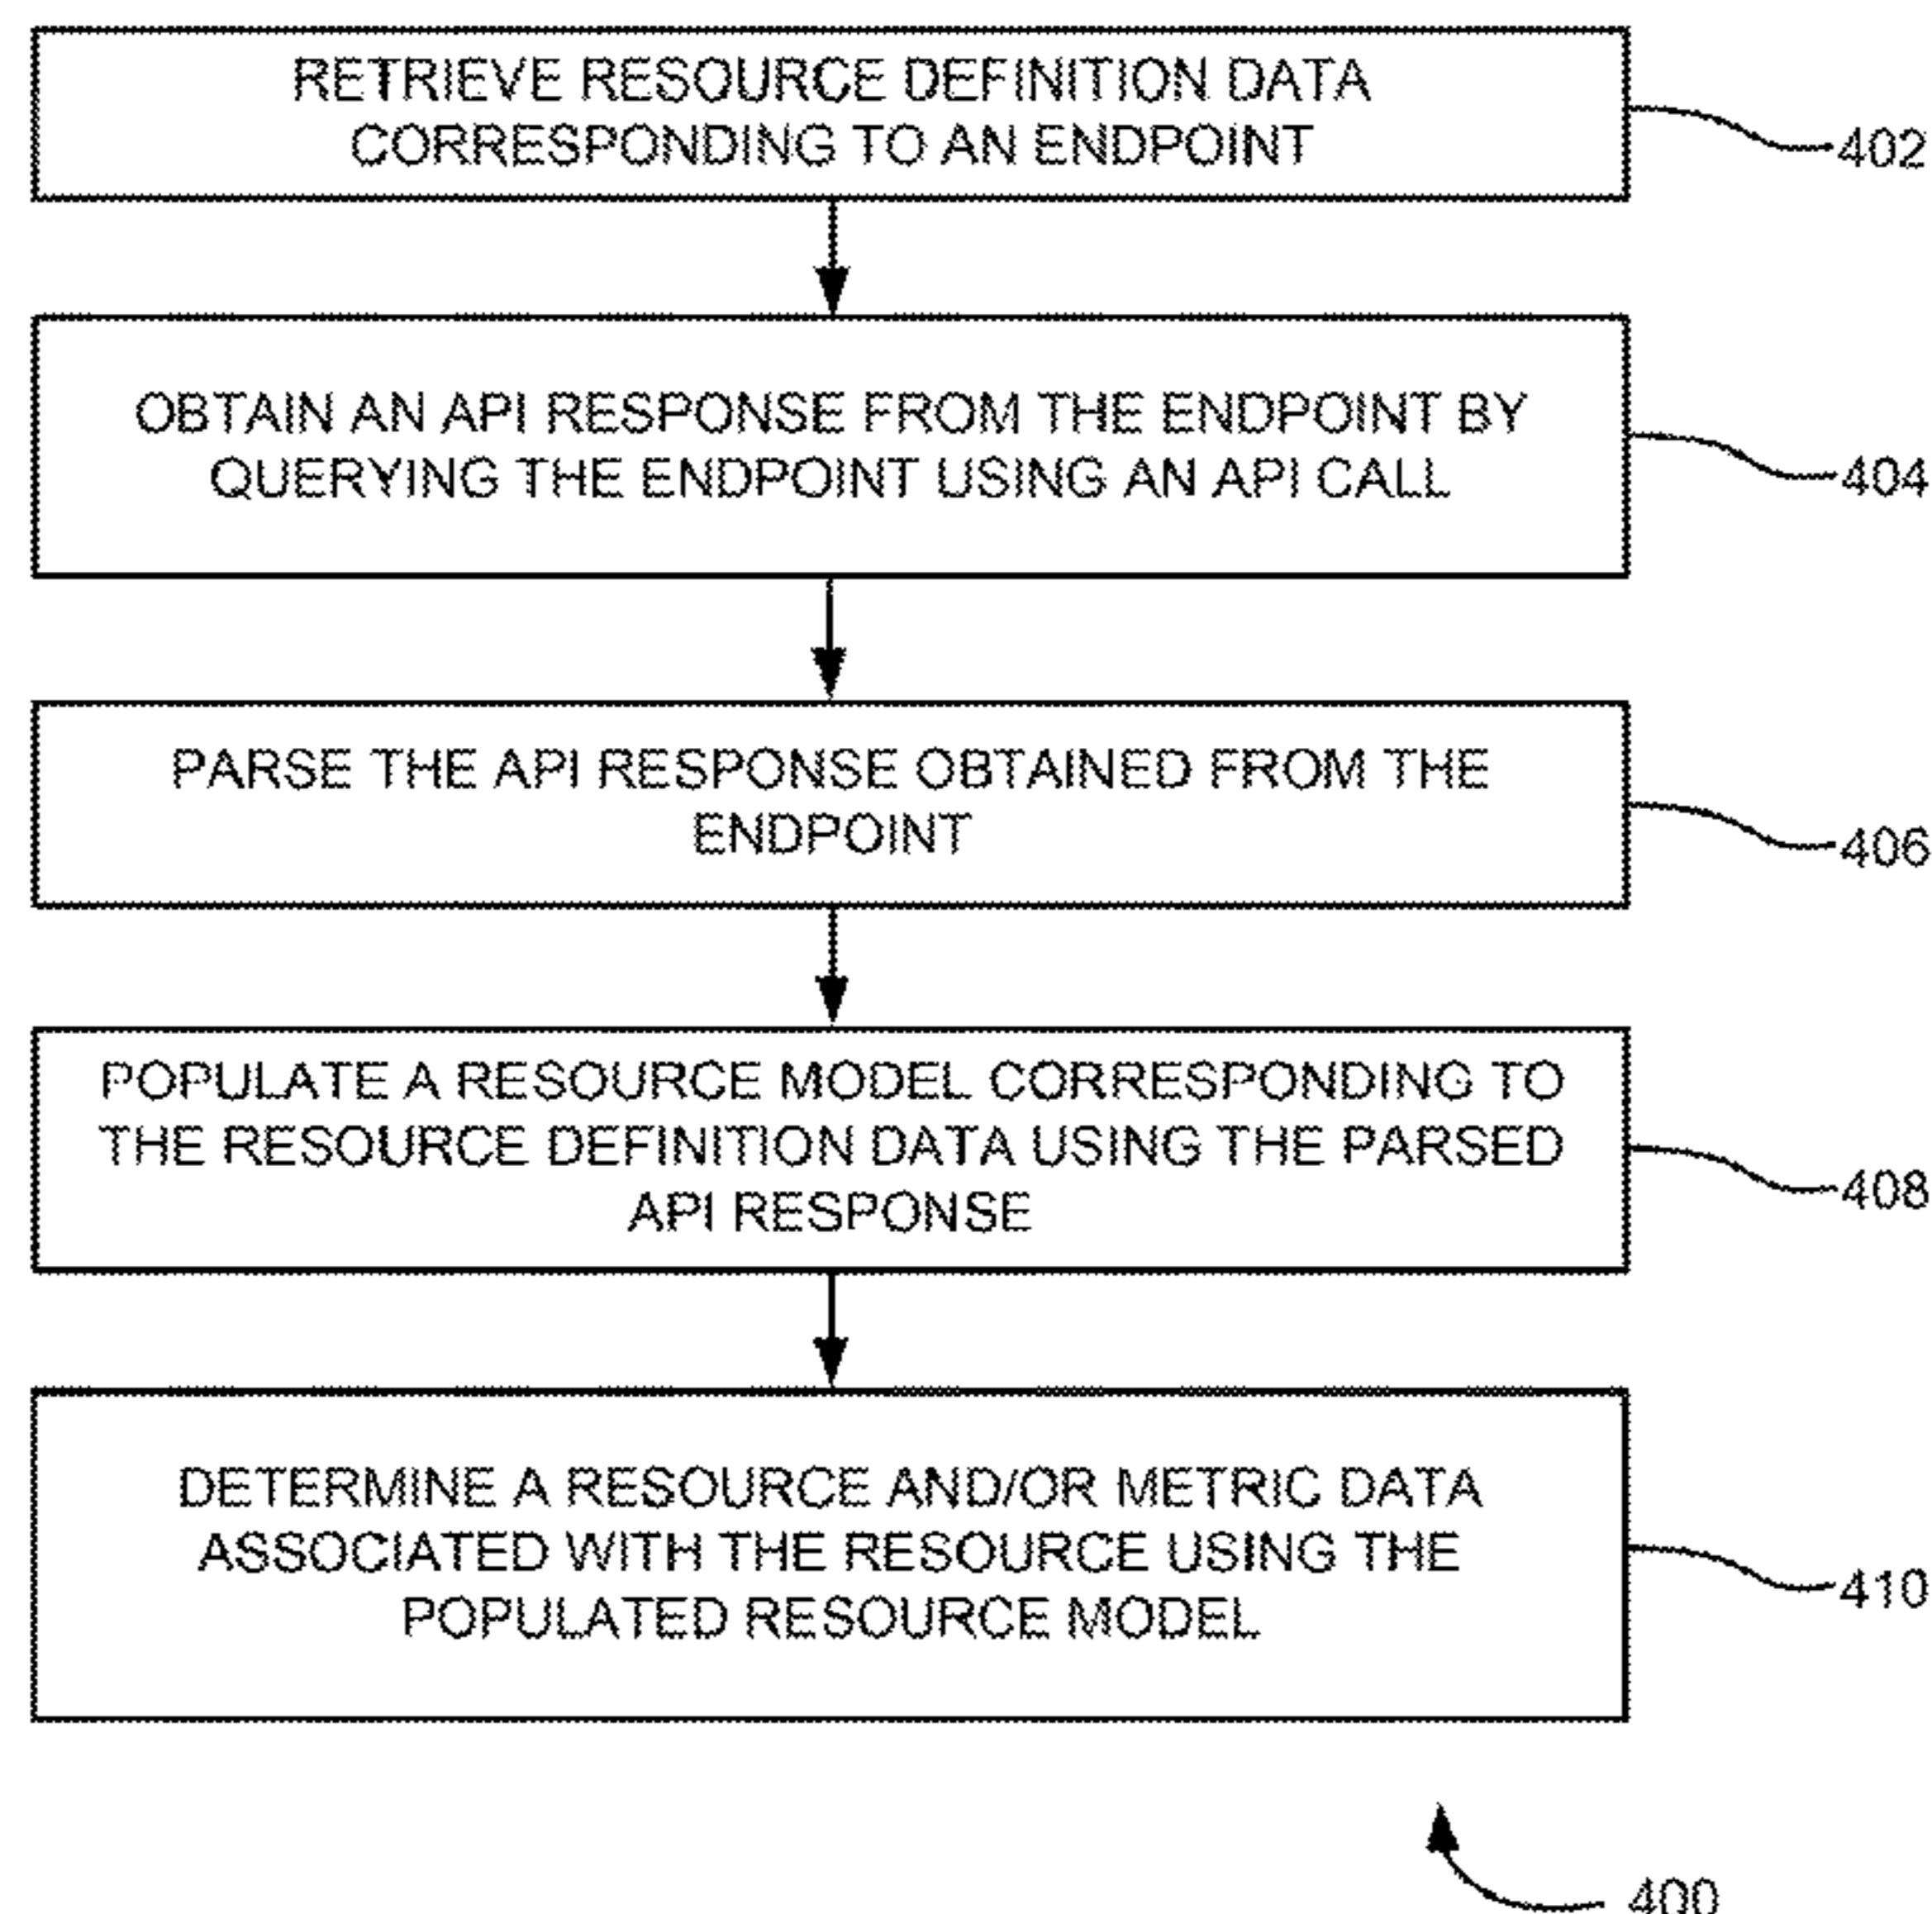 RETRIEVE RESOURCE DEFINITION DATA
CORRESPONDING TO AN ENDPOINT
402
OBTAIN AN API RESPONSE FROM THE ENDPOINT BY
QUERYING THE ENDPOINT USING AN API CALL
404
PARSE THE API RESPONSE OBTAINED FROM THE
ENDPOINT
406
POPULATE A RESOURCE MODEL CORRESPONDING TO
THE RESOURCE DEFINITION DATA USING THE PARSED
API RESPONSE
408
DETERMINE A RESOURCE AND/OR METRIC DATA
ASSOCIATED WITH THE RESOURCE USING THE
POPULATED RESOURCE MODEL
410
400